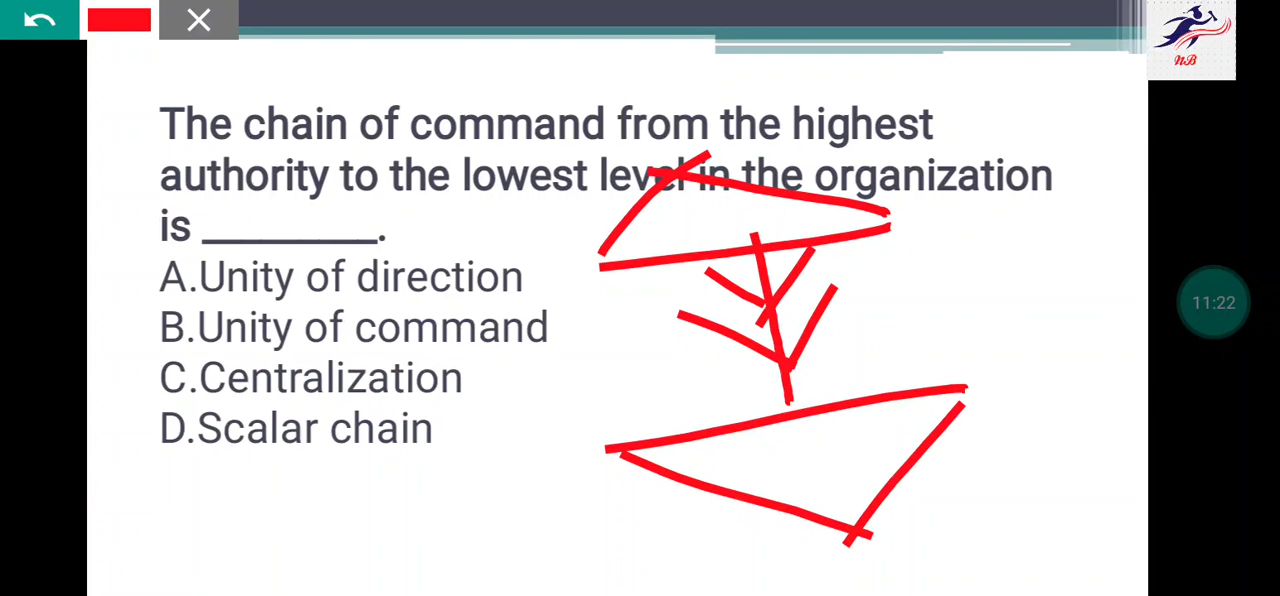 NB
The chain of command from the highest
authority to the lowest level in the organization
is ________.
A.Unity of direction
B.Unity of command
C.Centralization
D.Scalar chain
11:22